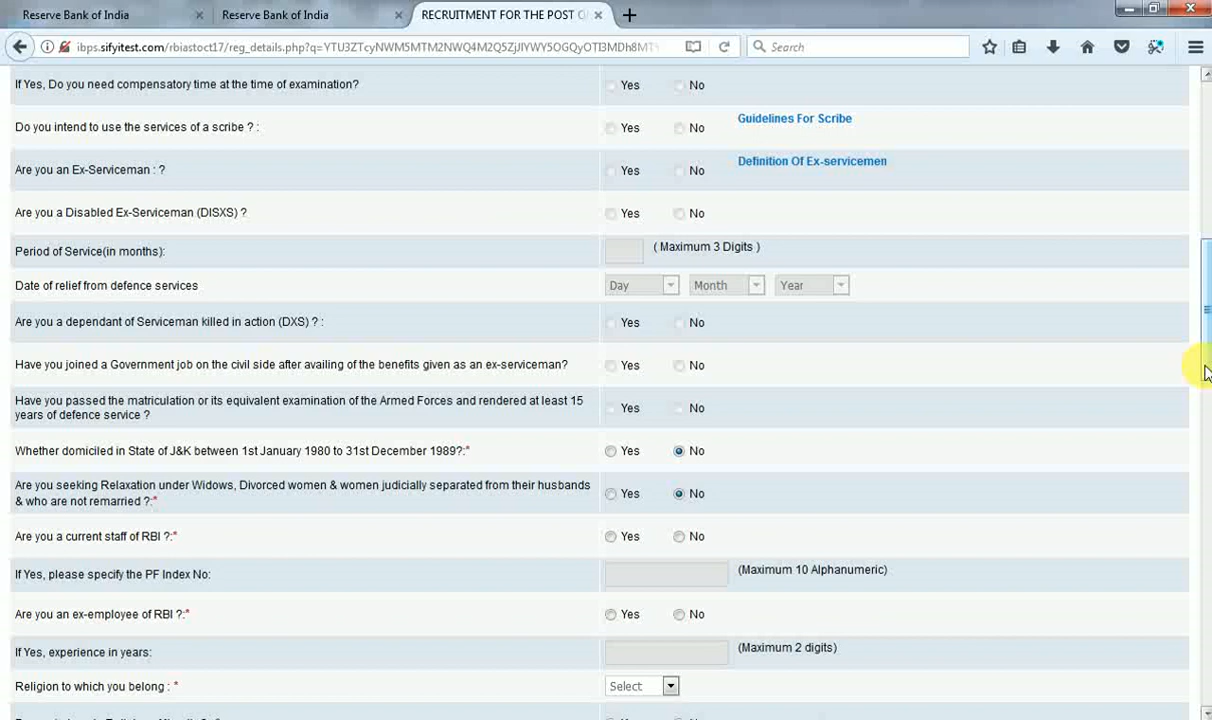 Reserve Bank of India
Reserve Bank of India
RECRUITMENT FOR THE POST O
ibps.sifyitest.com/rbiastoct17/reg_details.php?q=
Search
If Yes, Do you need compensatory time at the time of examination?
Yes No
Do you intend to use the services of a scribe ? :
Yes No Guidelines For Scribe
Are you an Ex-Serviceman : ?
Yes No Definition Of Ex-servicemen
Are you a Disabled Ex-Serviceman (DISXS) ?
Yes No
Period of Service(in months):
( Maximum 3 Digits )
Date of relief from defence services
Day Month Year
Are you a dependant of Serviceman killed in action (DXS) ? :
Yes No
Have you joined a Government job on the civil side after availing of the benefits given as an ex-serviceman?
Yes No
Have you passed the matriculation or its equivalent examination of the Armed Forces and rendered at least 15
years of defence service ?
Yes No
Whether domiciled in State of J&K between 1st January 1980 to 31st December 1989?:*
Yes No
Are you seeking Relaxation under Widows, Divorced women & women judicially separated from their husbands
& who are not remarried ?:*
Yes No
Are you a current staff of RBI ?:*
Yes No
If Yes, please specify the PF Index No:
(Maximum 10 Alphanumeric)
Are you an ex-employee of RBI ?:*
Yes No
If Yes, experience in years:
(Maximum 2 digits)
Religion to which you belong : *
Select